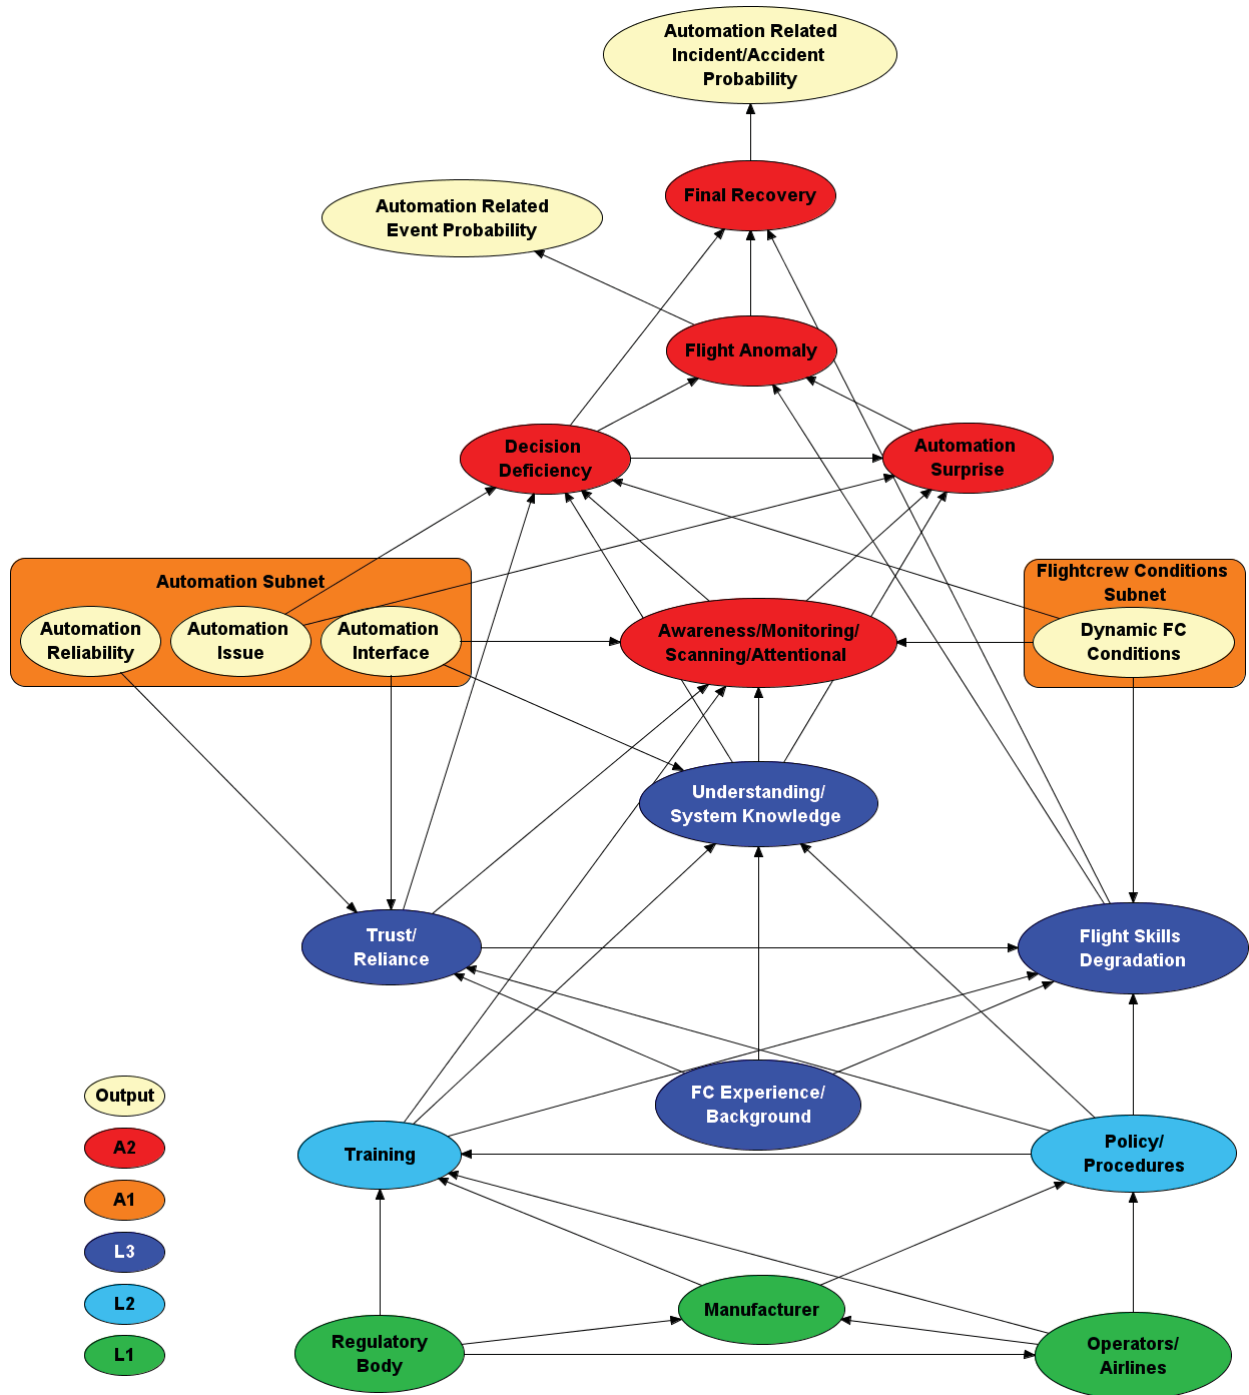 Automation Related
Incident/Accident
Probability
Final Recovery
Automation Related
Event Probability
Flight Anomaly
Decision
Deficiency
Automation
Surprise
Automation Subnet
Automation
Reliability
Automation
Issue
Automation
Interface
Awareness/Monitoring/
Scanning/Attentional
Flightcrew Conditions
Subnet
Dynamic FC
Conditions
Understanding/
System Knowledge
Trust/
Reliance
Flight Skills
Degradation
FC Experience/
Background
Training
Policy/
Procedures
Manufacturer
Regulatory
Body
Operators/
Airlines
Output
A2
A1
L3
L2
L1